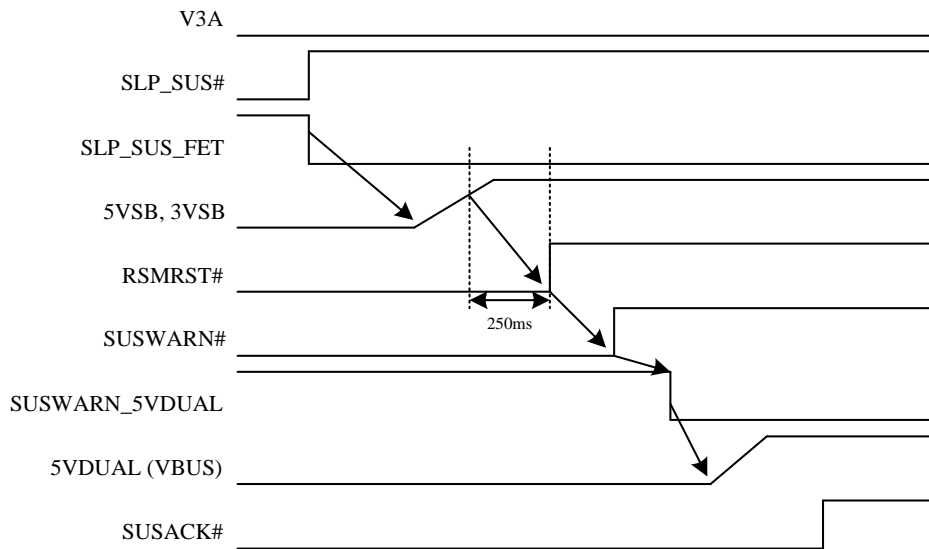 V3A
SLP_SUS#
SLP_SUS_FET
5VSB, 3VSB
RSMRST#
250ms
SUSWARN#
SUSWARN_5VDUAL
5VDUAL (VBUS)
SUSACK#